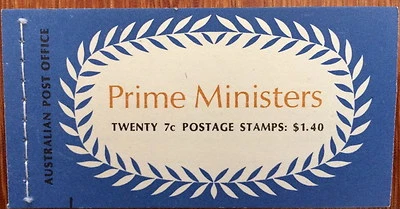 AUSTRALIAN POST OFFICE
Prime Ministers
TWENTY 7c POSTAGE STAMPS: $1.40